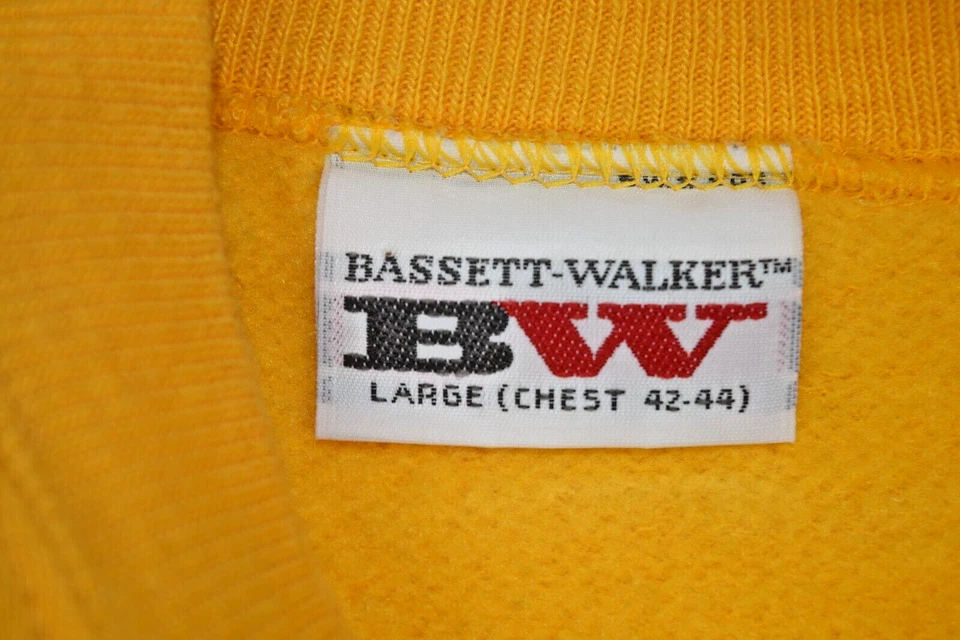 BASSETT-WALKER™
BW
LARGE (CHEST 42-44)